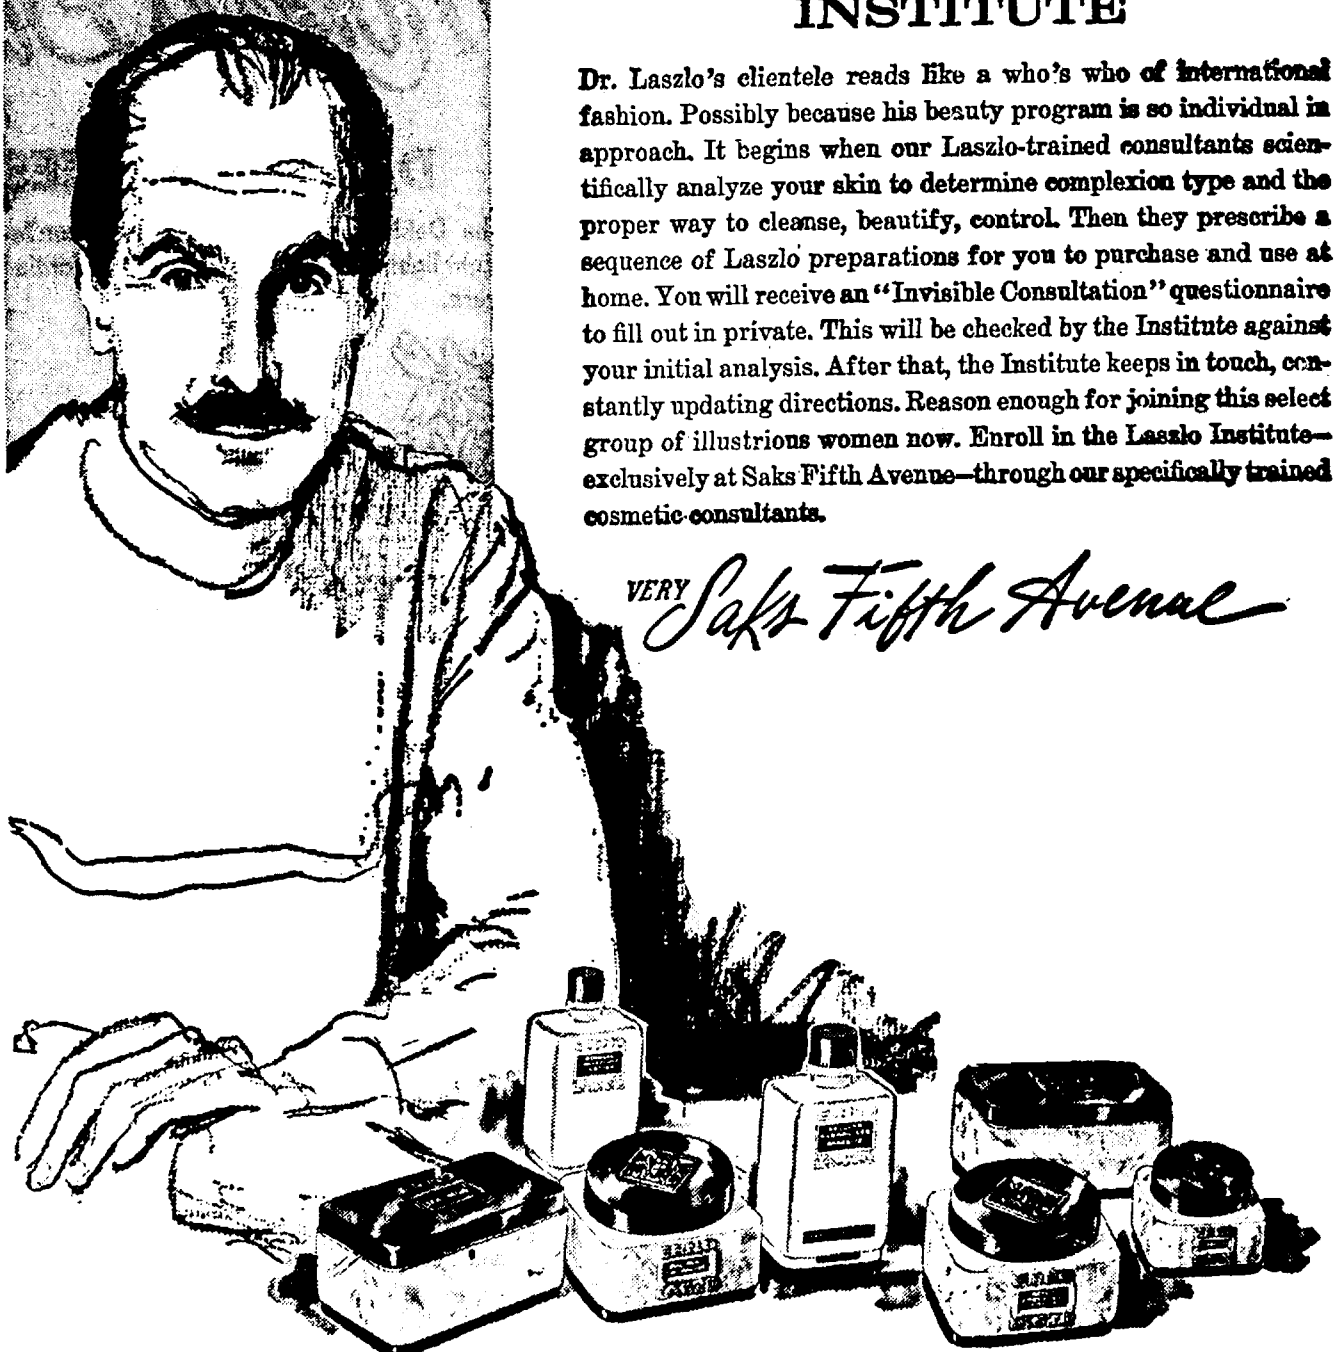 INSTITUTE
Dr. Laszlo's clientele reads like a who's who of international
fashion. Possibly because his beauty program is so individual in
approach. It begins when our Laszlo-trained consultants scien-
tifically analyze your skin to determine complexion type and the
proper way to cleanse, beautify, control. Then they prescribe a
sequence of Laszlo preparations for you to purchase and use at
home. You will receive an “Invisible Consultation” questionnaire
to fill out in private. This will be checked by the Institute against
your initial analysis. After that, the Institute keeps in touch, con-
stantly updating directions. Reason enough for joining this select
group of illustrious women now. Enroll in the Laszlo Institute—
exclusively at Saks Fifth Avenue—through our specifically trained
cosmetic consultants.
VERY Saks Fifth Avenue